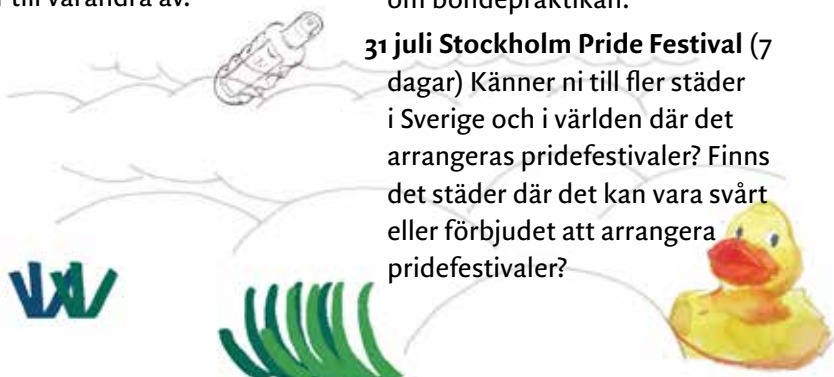 till varandra av.
om bondepraktikan.
31 juli Stockholm Pride Festival (7
dagar) Känner ni till fler städer
i Sverige och i världen där det
arrangeras pridefestivaler? Finns
det städer där det kan vara svårt
eller förbjudet att arrangera
pridefestivaler?